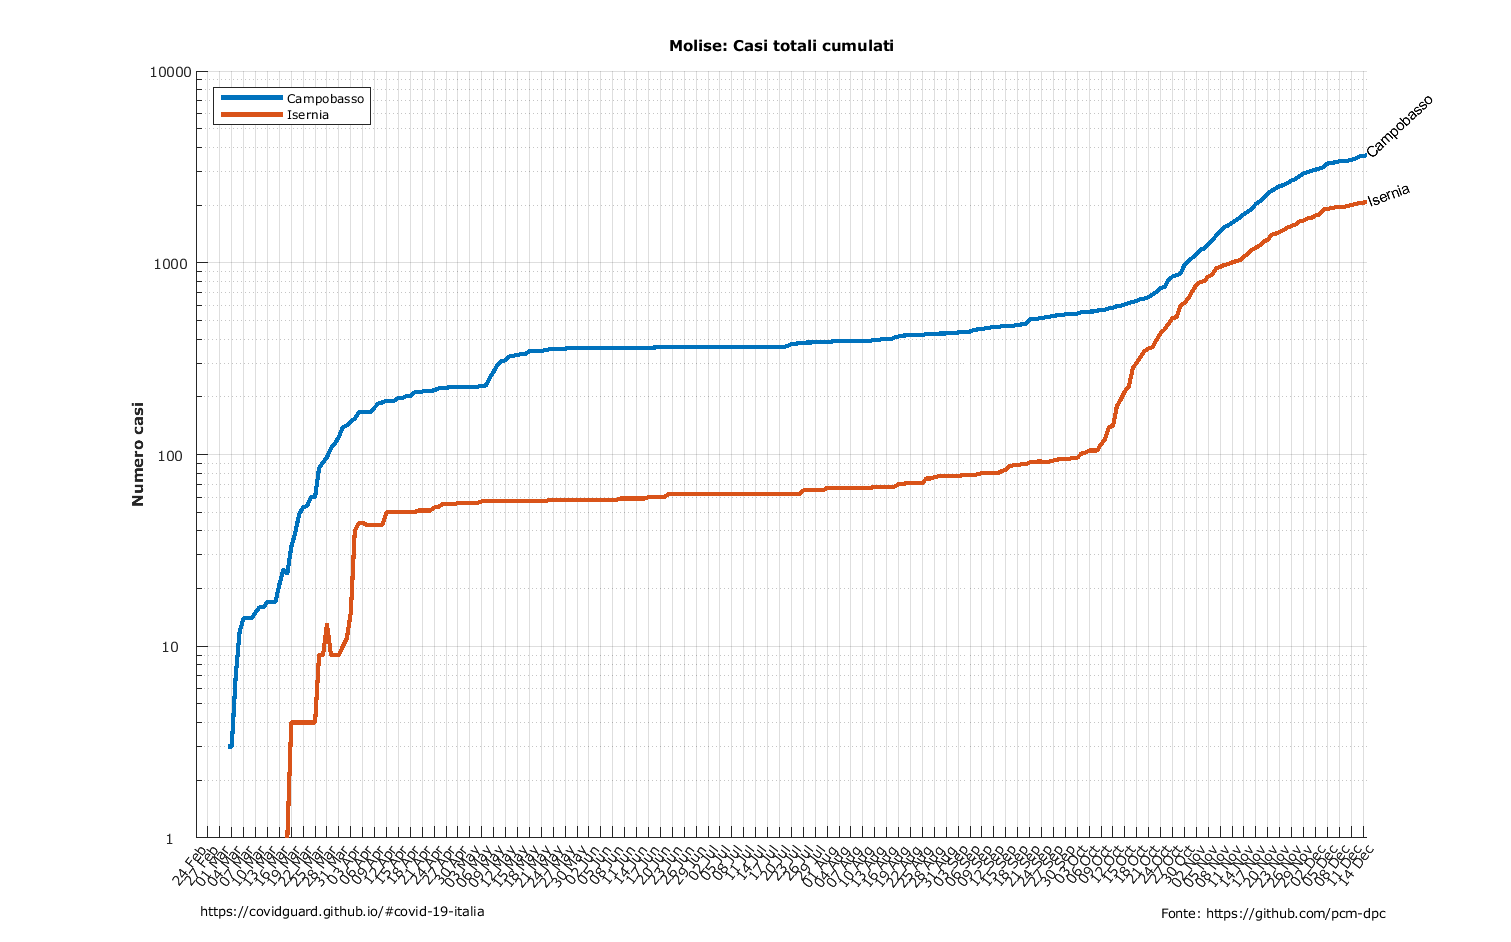 Molise: Casi totali cumulati
10000
Campobasso
Isernia
Campobasso
Isernia
1000
Numero casi
100
10
1
24 Feb
27 Feb
01 Mar
04 Mar
07 Mar
10 Mar
13 Mar
16 Mar
19 Mar
22 Mar
25 Mar
28 Mar
31 Mar
03 Apr
06 Apr
09 Apr
12 Apr
15 Apr
18 Apr
21 Apr
24 Apr
27 Apr
30 Apr
03 May
06 May
09 May
12 May
15 May
18 May
21 May
24 May
27 May
30 May
02 Jun
05 Jun
08 Jun
11 Jun
14 Jun
17 Jun
20 Jun
23 Jun
26 Jun
29 Jun
02 Jul
05 Jul
08 Jul
11 Jul
14 Jul
17 Jul
20 Jul
23 Jul
26 Jul
29 Jul
01 Aug
04 Aug
07 Aug
10 Aug
13 Aug
16 Aug
19 Aug
22 Aug
25 Aug
28 Aug
31 Aug
03 Sep
06 Sep
09 Sep
12 Sep
15 Sep
18 Sep
21 Sep
24 Sep
27 Sep
30 Sep
03 Oct
06 Oct
09 Oct
12 Oct
15 Oct
18 Oct
21 Oct
24 Oct
27 Oct
30 Oct
02 Nov
05 Nov
08 Nov
11 Nov
14 Nov
17 Nov
20 Nov
23 Nov
26 Nov
29 Nov
02 Dec
05 Dec
08 Dec
11 Dec
14 Dec
https://covidguard.github.io/#covid-19-italia
Fonte: https://github.com/pcm-dpc